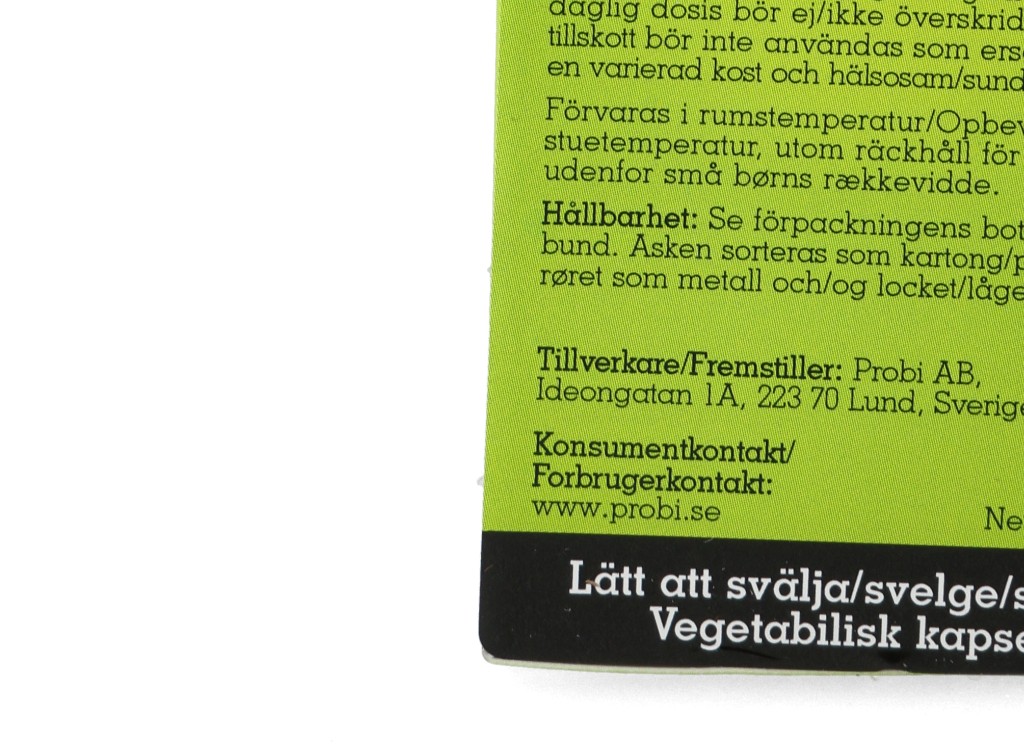 daglig dosis bör ej/ikke överskrid
tillskott bör inte användas som ers
en varierad kost och hälsosam/sund
Förvaras i rumstemperatur/Opbev
stuetemperatur, utom räckhåll för
udenfor små børns rækkevidde.
Hållbarhet: Se förpackningens bot
bund. Asken sorteras som kartong/p
røret som metall och/og locket/låge
Tillverkare/Fremstiller: Probi AB,
Ideongatan 1A, 223 70 Lund, Sverige
Konsumentkontakt/
Forbrugerkontakt:
www.probi.se
Ne
Lätt att svälja/svelge/s
Vegetabilisk kapse